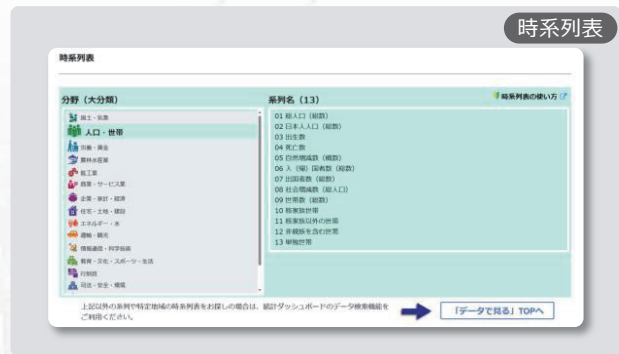 時系列表
時系列表
分野（大分類）
国土・気象
人口・世帯
労働・賃金
農林水産業
鉱工業
商業・サービス業
企業・家計・経済
住宅・土地・建設
エネルギー・水
運輸・観光
情報通信・科学技術
教育・文化・スポーツ・生活
行財政
司法・安全・環境
系列名（13）
時系列表の使い方
01 総人口（総数）
02 日本人人口（総数）
03 出生数
04 死亡数
05 自然増減数（総数）
06 入（帰）国者数（総数）
07 出国者数（総数）
08 社会増減数（総人口）
09 世帯数（総数）
10 核家族世帯
11 核家族以外の世帯
12 非親族を含む世帯
13 単独世帯
上記以外の系列や特定地域の時系列表をお探しの場合は、統計ダッシュボードのデータ検索機能を
ご利用ください。
「データで見る」TOPへ